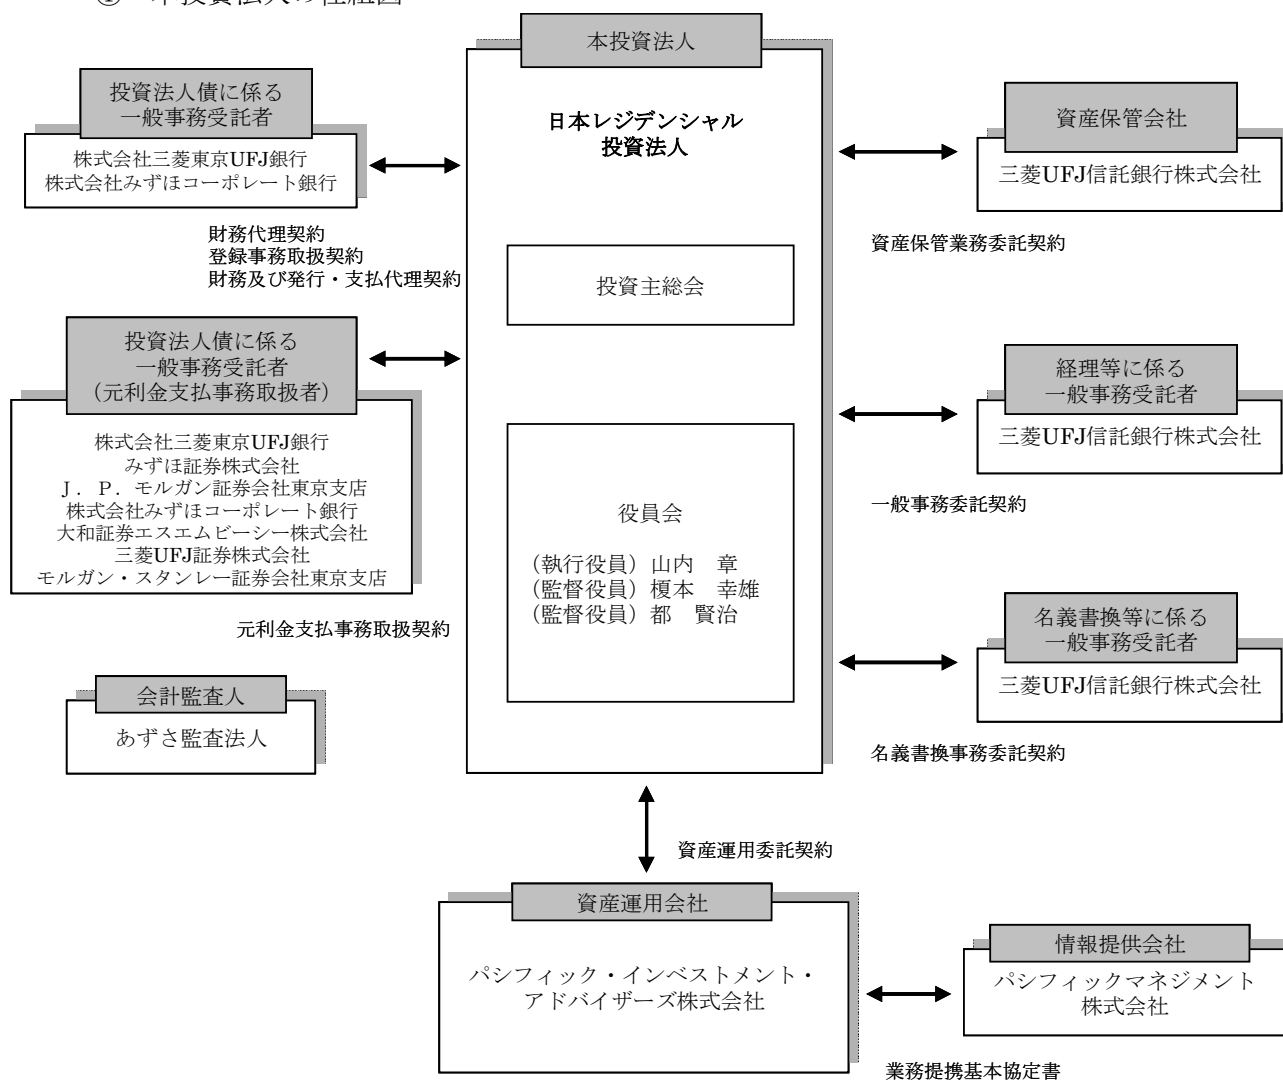 本投資法人
日本レジデンシャル
投資法人
投資主総会
役員会
（執行役員）山内　章
（監督役員）榎本　幸雄
（監督役員）都　賢治
投資法人債に係る
一般事務受託者
株式会社三菱東京UFJ銀行
株式会社みずほコーポレート銀行
財務代理契約
登録事務取扱契約
財務及び発行・支払代理契約
投資法人債に係る
一般事務受託者
（元利金支払事務取扱者）
株式会社三菱東京UFJ銀行
みずほ証券株式会社
Ｊ．Ｐ．モルガン証券会社東京支店
株式会社みずほコーポレート銀行
大和証券エスエムビーシー株式会社
三菱UFJ証券株式会社
モルガン・スタンレー証券会社東京支店
元利金支払事務取扱契約
会計監査人
あずさ監査法人
資産保管会社
三菱UFJ信託銀行株式会社
資産保管業務委託契約
経理等に係る
一般事務受託者
三菱UFJ信託銀行株式会社
一般事務委託契約
名義書換等に係る
一般事務受託者
三菱UFJ信託銀行株式会社
名義書換事務委託契約
資産運用委託契約
資産運用会社
パシフィック・インベストメント・
アドバイザーズ株式会社
情報提供会社
パシフィックマネジメント
株式会社
業務提携基本協定書